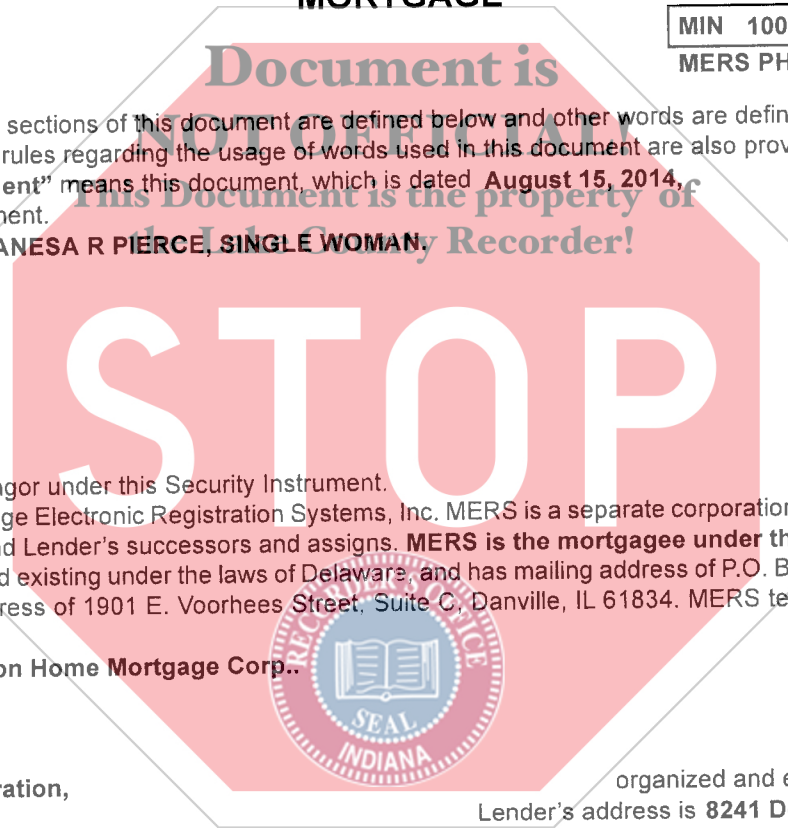 MORTGAGE
MIN 100
MERS PH
Document is
sections of this document are defined below and other words are defin
NOT OFFICIAL!
rules regarding the usage of words used in this document are also prov
ent” means this document, which is dated August 15, 2014,
This Document is the property of
ment.
the Lake County Recorder!
ANESA R PIERCE, SINGLE WOMAN.
STOP
agor under this Security Instrument.
ge Electronic Registration Systems, Inc. MERS is a separate corporation
nd Lender's successors and assigns. MERS is the mortgagee under th
d existing under the laws of Delaware, and has mailing address of P.O. B
ress of 1901 E. Voorhees Street, Suite C, Danville, IL 61834. MERS te
on Home Mortgage Corp..
RECORDER'S OFFICE
SEAL
INDIANA
ration,
organized and e
Lender's address is 8241 D